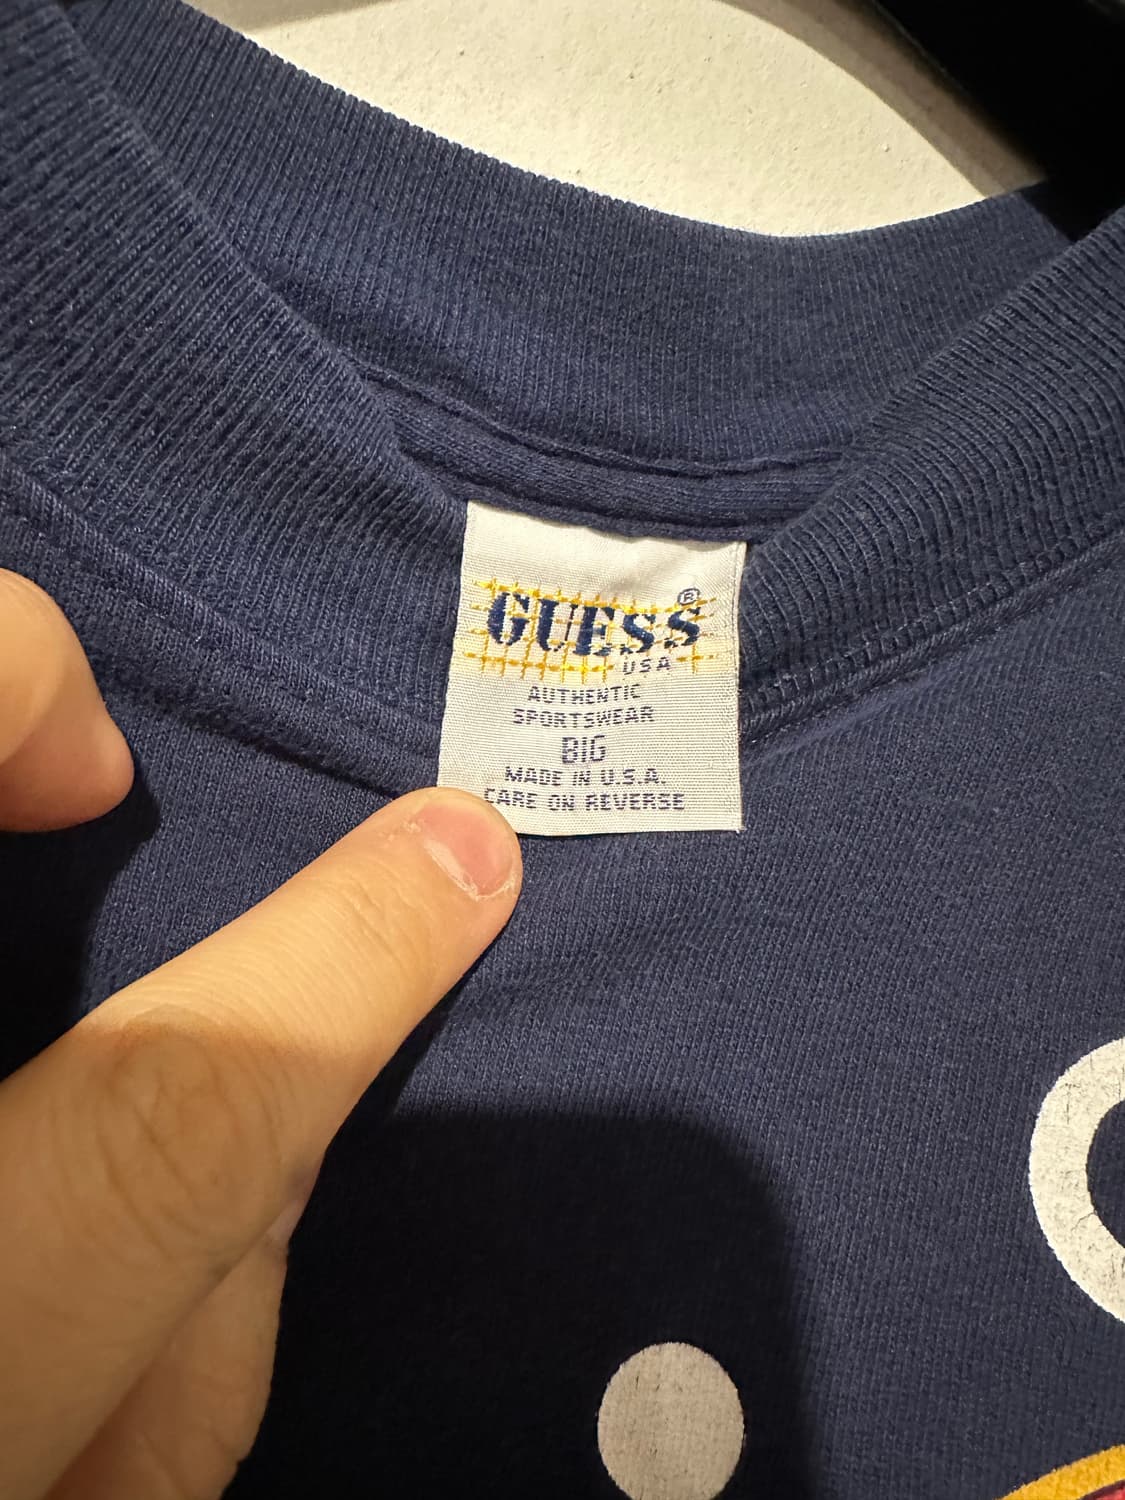 GUESS®
USA
AUTHENTIC
SPORTSWEAR
BIG
MADE IN U.S.A.
CARE ON REVERSE